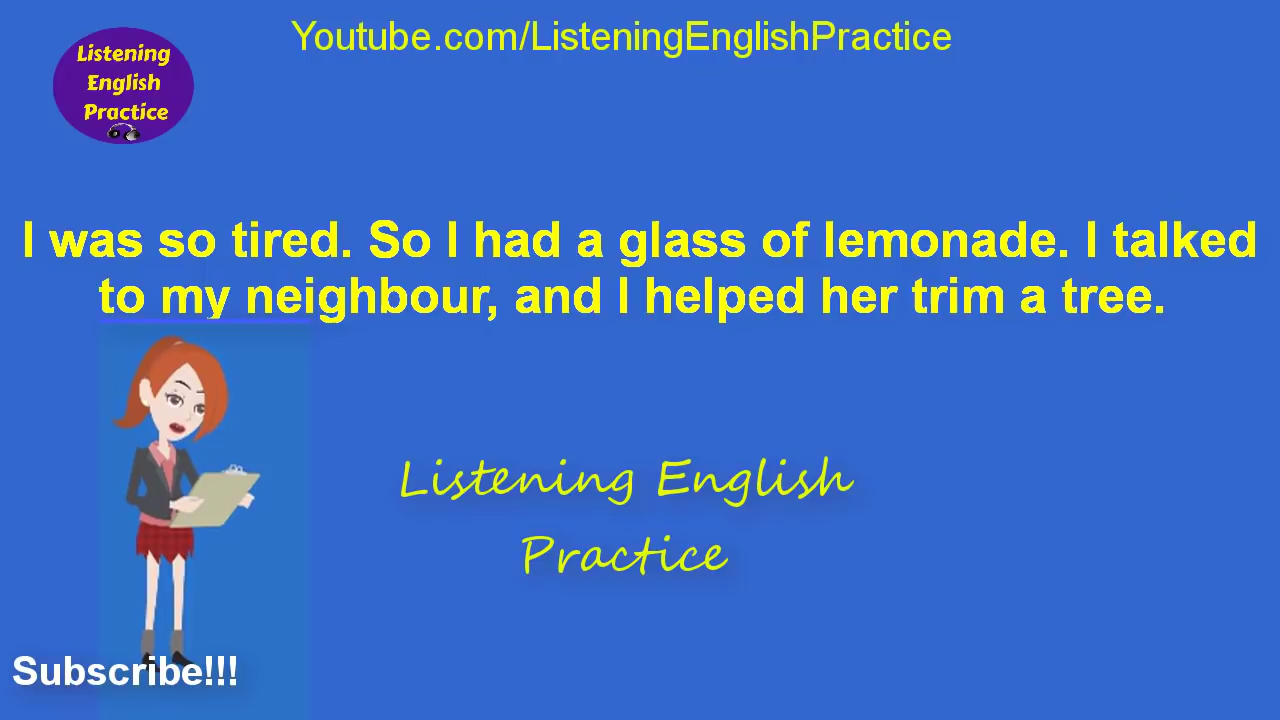 Youtube.com/ListeningEnglishPractice
Listening
English
Practice
I was so tired. So I had a glass of lemonade. I talked
to my neighbour, and I helped her trim a tree.
Listening English
Practice
Subscribe!!!